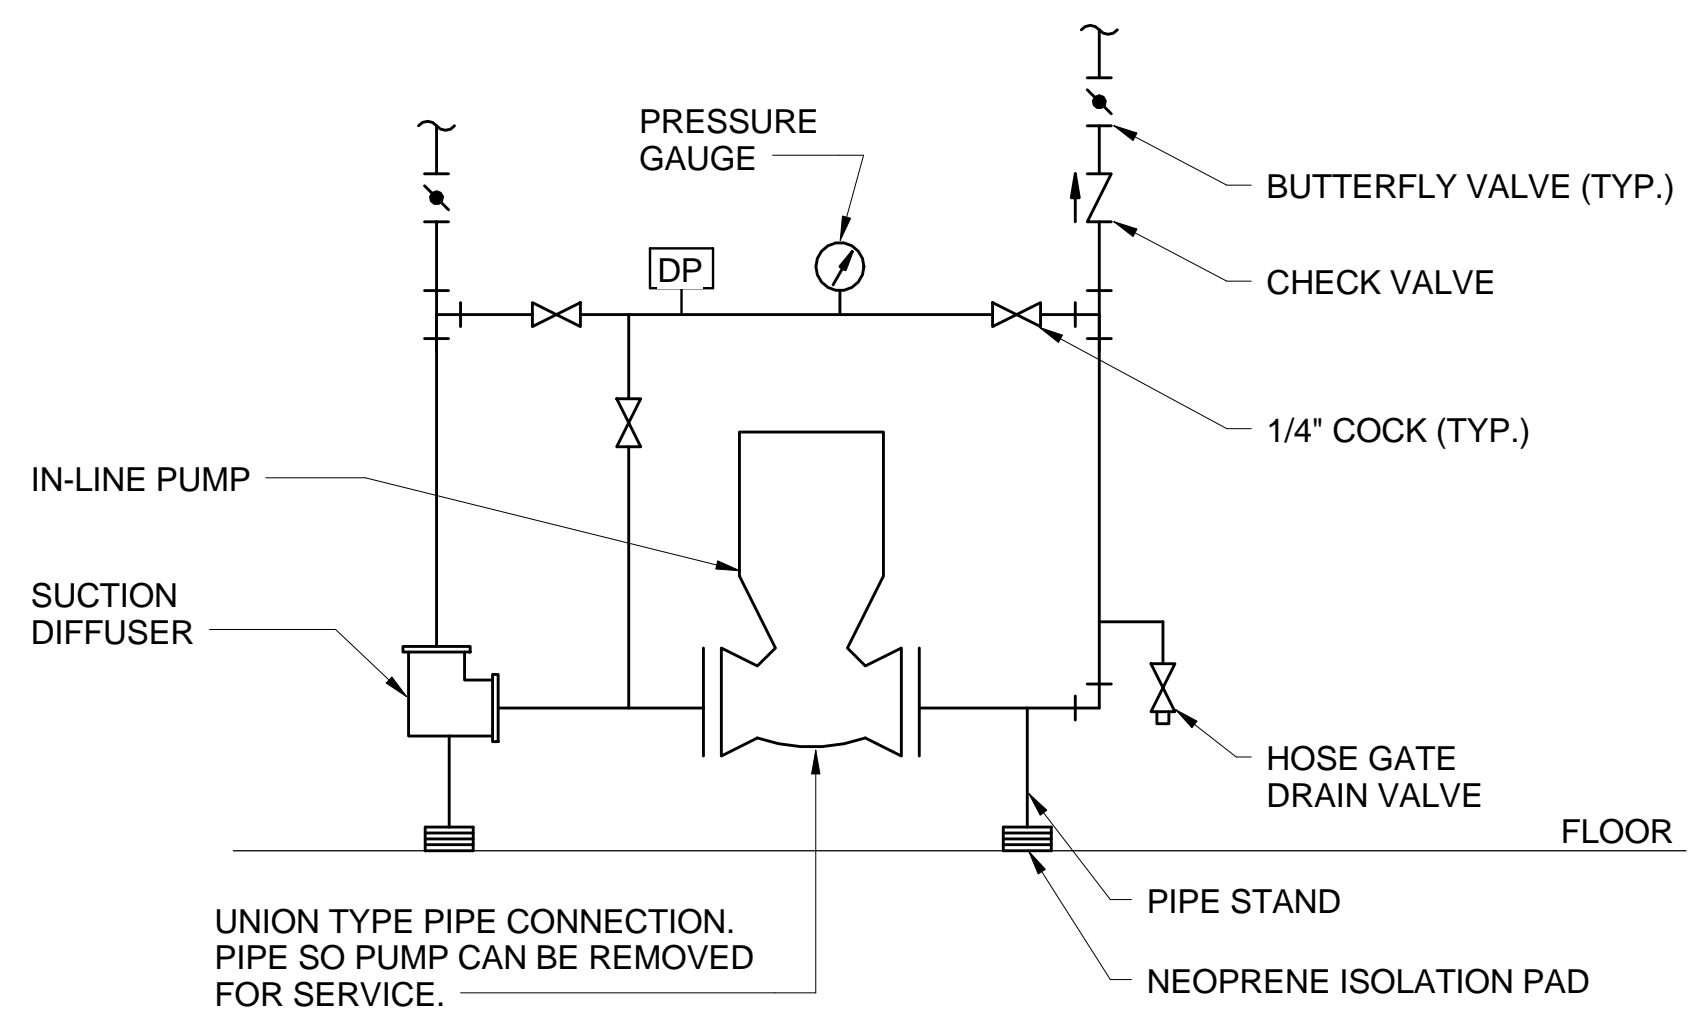 PRESSURE
GAUGE
BUTTERFLY VALVE (TYP.)
DP
CHECK VALVE
1/4" COCK (TYP.)
IN-LINE PUMP
SUCTION
DIFFUSER
HOSE GATE
DRAIN VALVE
FLOOR
PIPE STAND
UNION TYPE PIPE CONNECTION.
PIPE SO PUMP CAN BE REMOVED
FOR SERVICE.
NEOPRENE ISOLATION PAD